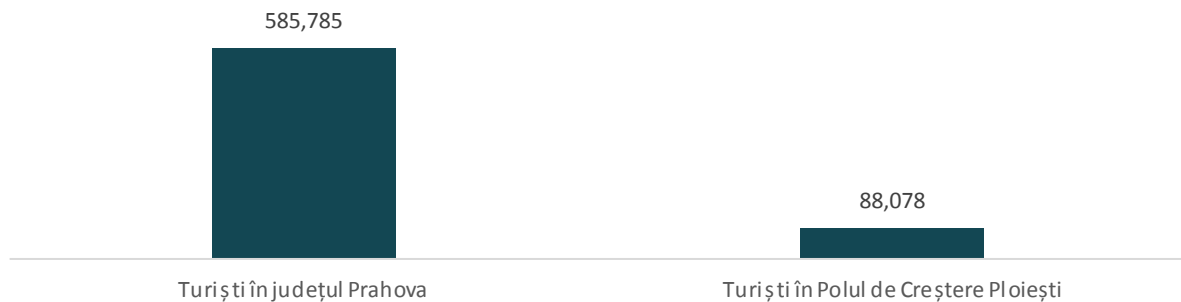 585,785
88,078
Turiști în județul Prahova
Turiști în Polul de Creștere Ploiești